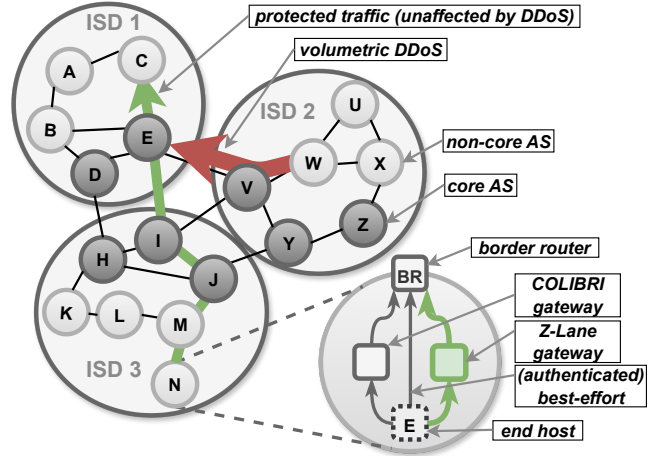 ISD 1
protected traffic (unaffected by DDoS)
volumetric DDoS
A
C
B
E
D
ISD 2
U
W
X
V
Z
Y
non-core AS
core AS
I
H
J
K
L
M
N
ISD 3
border router
BR
COLIBRI
gateway
Z-Lane
gateway
(authenticated)
best-effort
E
end host